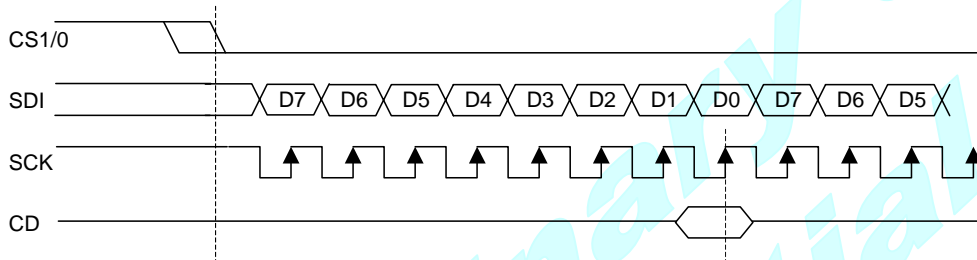 CS1/0
SDI D7 D6 D5 D4 D3 D2 D1 D0 D7 D6 D5
SCK
CD